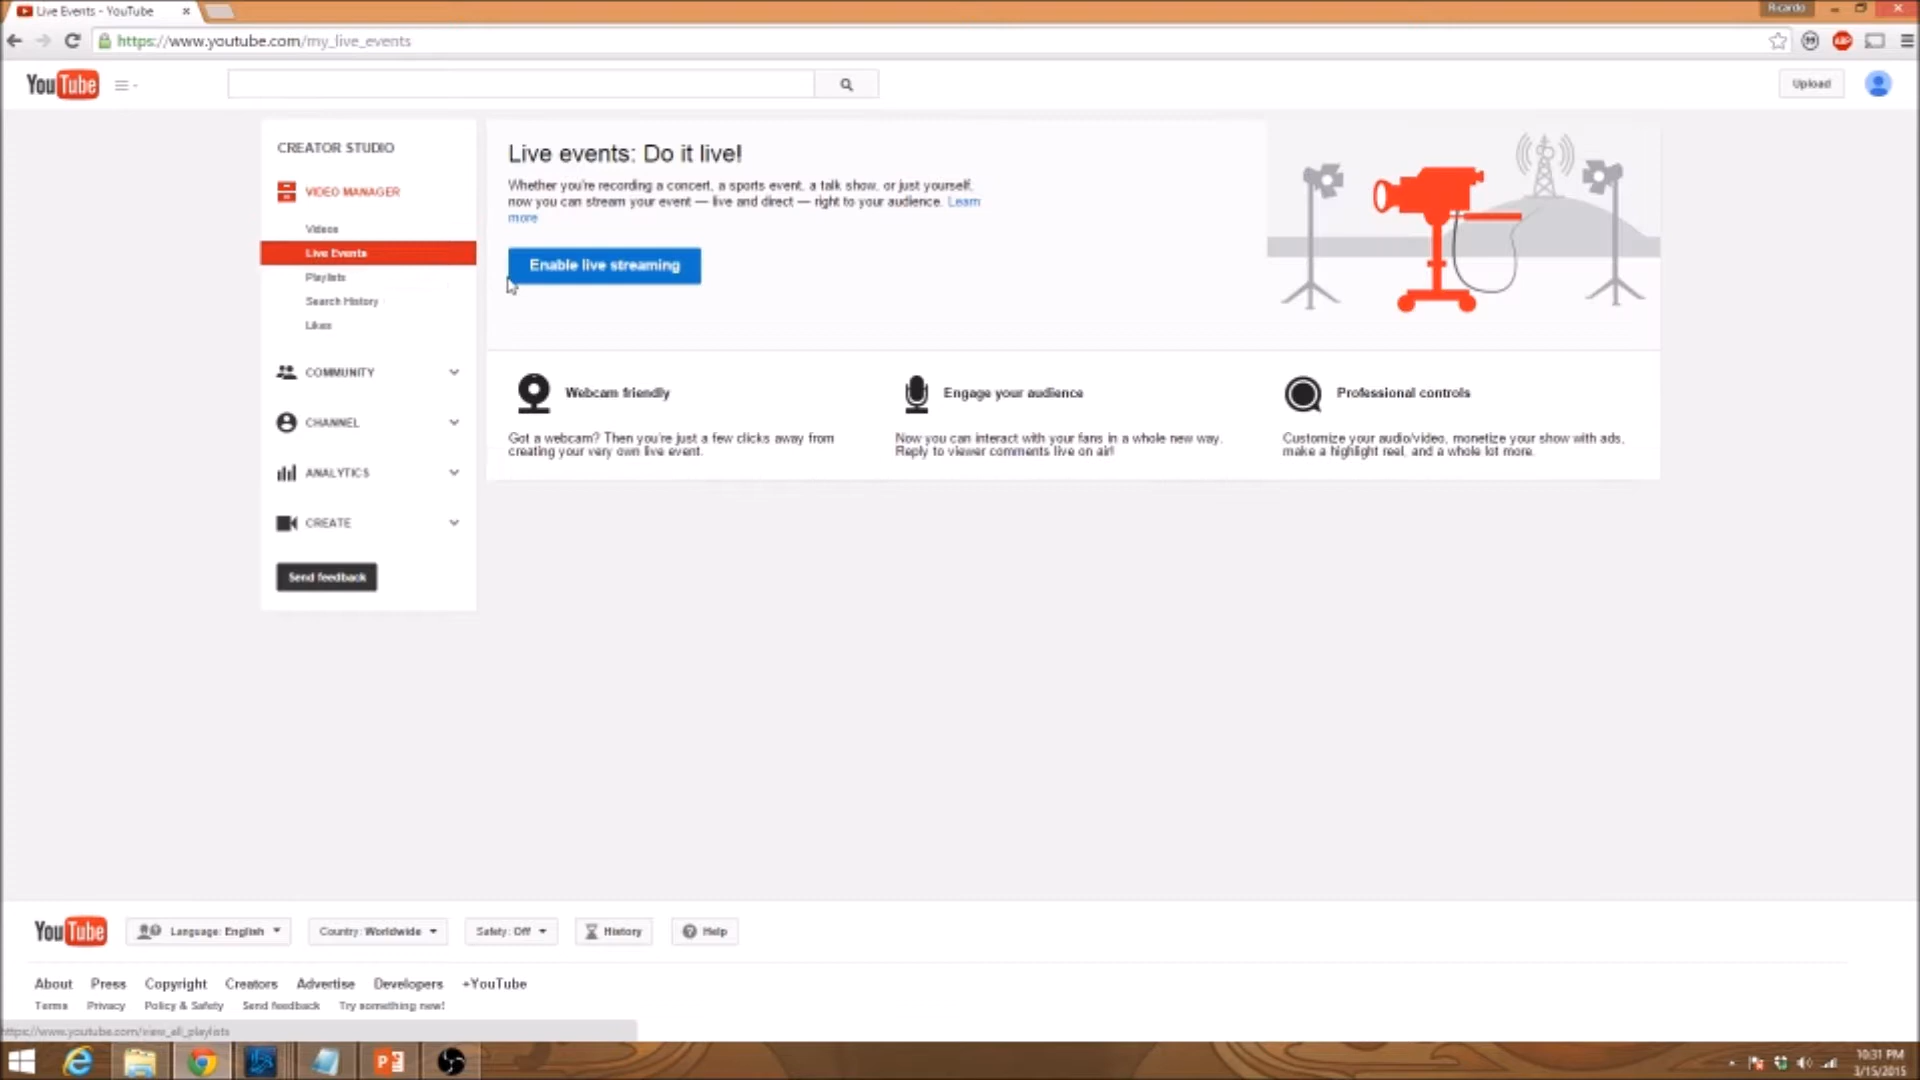 Live Events - YouTube
Ricardo
https://www.youtube.com/my_live_events
YouTube
Upload
CREATOR STUDIO
VIDEO MANAGER
Videos
Live Events
Playlists
Search History
Likes
COMMUNITY
CHANNEL
ANALYTICS
CREATE
Send feedback
Live events: Do it live!
Whether you're recording a concert, a sports event, a talk show, or just yourself,
now you can stream your event — live and direct — right to your audience. Learn
more
Enable live streaming
Webcam friendly
Got a webcam? Then you're just a few clicks away from
creating your very own live event.
Engage your audience
Now you can interact with your fans in a whole new way.
Reply to viewer comments live on air!
Professional controls
Customize your audio/video, monetize your show with ads,
make a highlight reel, and a whole lot more.
YouTube
Language: English
Country: Worldwide
Safety: Off
History
Help
About Press Copyright Creators Advertise Developers +YouTube
Terms Privacy Policy & Safety Send feedback Try something new!
https://www.youtube.com/view_all_playlists
10:31 PM
3/15/2015